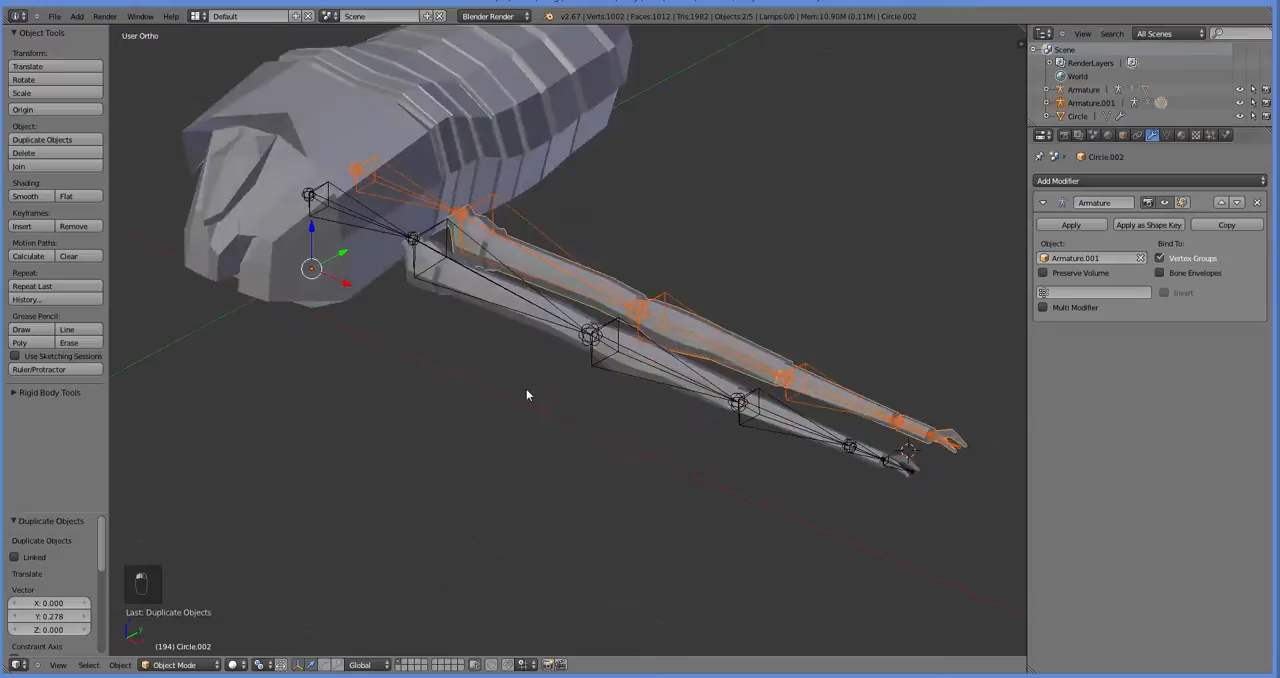 File Add Render Window Help Default Scene Blender Render v2.67 | Verts:1002 | Faces:1012 | Tris:1982 | Objects:2/5 | Lamps:0/0 | Mem:10.90M (0.11M) | Circle.002
Object Tools
Transform:
Translate
Rotate
Scale
Origin
Object:
Duplicate Objects
Delete
Join
Shading:
Smooth Flat
Keyframes:
Insert Remove
Motion Paths:
Calculate Clear
Repeat:
Repeat Last
History...
Grease Pencil:
Draw Line
Poly Erase
Use Sketching Sessions
Ruler/Protractor
Rigid Body Tools
Duplicate Objects
Duplicate Objects
Linked
Translate
Vector
X: 0.000
Y: 0.278
Z: 0.000
Constraint Axis
User Ortho
Last: Duplicate Objects
(194) Circle.002
View Select Object Object Mode Global
View Search All Scenes
Scene
RenderLayers
World
Armature
Armature.001
Circle
Circle.002
Add Modifier
Armature
Apply Apply as Shape Key Copy
Object: Bind To:
Armature.001 Vertex Groups
Preserve Volume Bone Envelopes
Invert
Multi Modifier